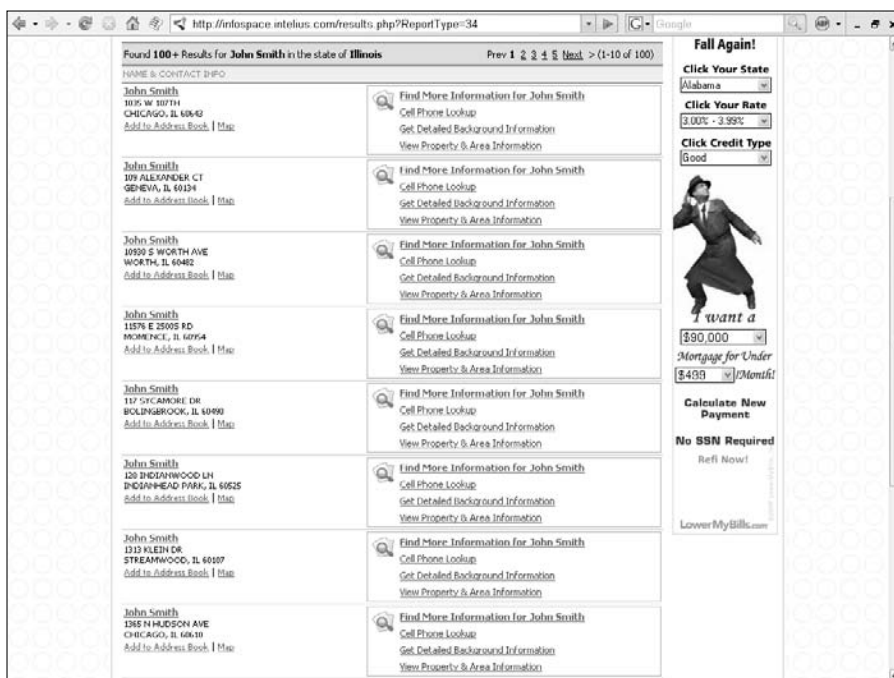 http://infospace.intelius.com/results.php?ReportType=34
G
Google
ABP
Found 100+ Results for John Smith in the state of Illinois
Prev 1 2 3 4 5 Next > (1-10 of 100)
NAME & CONTACT INFO
John Smith
1035 W 107TH
CHICAGO, IL 60643
Add to Address Book | Map
Find More Information for John Smith
Cell Phone Lookup
Get Detailed Background Information
View Property & Area Information
John Smith
109 ALEXANDER CT
GENEVA, IL 60134
Add to Address Book | Map
Find More Information for John Smith
Cell Phone Lookup
Get Detailed Background Information
View Property & Area Information
John Smith
10930 S WORTH AVE
WORTH, IL 60482
Add to Address Book | Map
Find More Information for John Smith
Cell Phone Lookup
Get Detailed Background Information
View Property & Area Information
John Smith
11576 E 2500S RD
MOMENCE, IL 60954
Add to Address Book | Map
Find More Information for John Smith
Cell Phone Lookup
Get Detailed Background Information
View Property & Area Information
John Smith
117 SYCAMORE DR
BOLINGBROOK, IL 60490
Add to Address Book | Map
Find More Information for John Smith
Cell Phone Lookup
Get Detailed Background Information
View Property & Area Information
John Smith
120 INDIANWOOD LN
INDIANHEAD PARK, IL 60525
Add to Address Book | Map
Find More Information for John Smith
Cell Phone Lookup
Get Detailed Background Information
View Property & Area Information
John Smith
1313 KLEIN DR
STREAMWOOD, IL 60107
Add to Address Book | Map
Find More Information for John Smith
Cell Phone Lookup
Get Detailed Background Information
View Property & Area Information
John Smith
1365 N HUDSON AVE
CHICAGO, IL 60610
Add to Address Book | Map
Find More Information for John Smith
Cell Phone Lookup
Get Detailed Background Information
View Property & Area Information
Fall Again!
Click Your State
Alabama
Click Your Rate
3.00% - 3.99%
Click Credit Type
Good
I want a
$90,000
Mortgage for Under
$499 /Month!
Calculate New
Payment
No SSN Required
Refi Now!
LowerMyBills.com